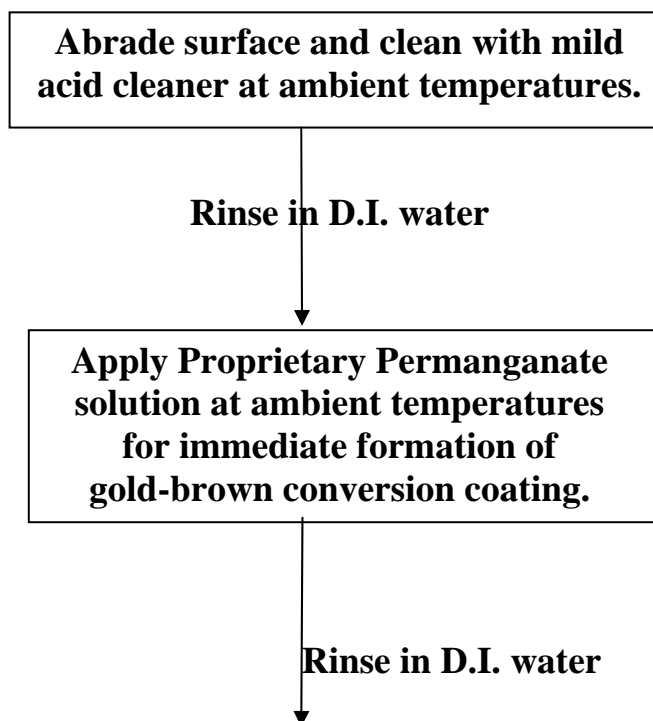 Abrade surface and clean with mild
acid cleaner at ambient temperatures.
Rinse in D.I. water
Apply Proprietary Permanganate
solution at ambient temperatures
for immediate formation of
gold-brown conversion coating.
Rinse in D.I. water